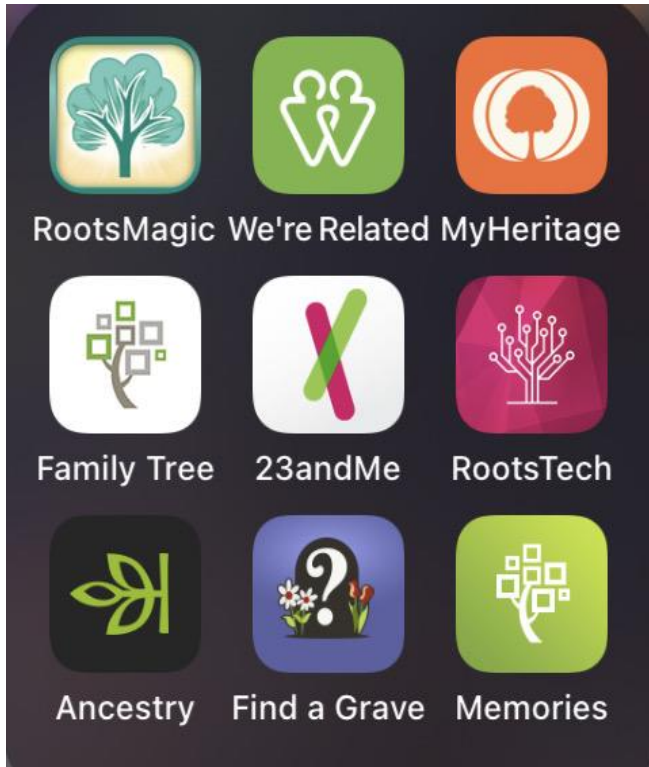 RootsMagic We're Related MyHeritage
Family Tree 23andMe RootsTech
?
Ancestry Find a Grave Memories